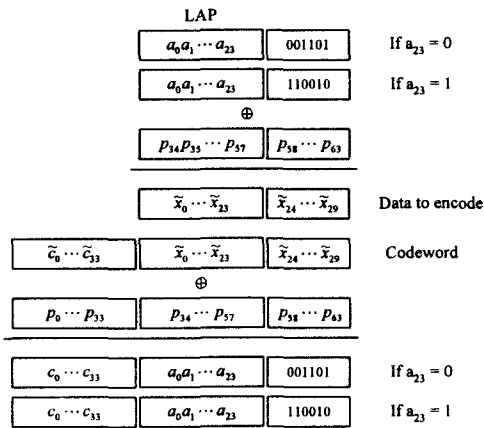 LAP
a₀a₁ ⋯ a₂₃ 001101 If a₂₃ = 0
a₀a₁ ⋯ a₂₃ 110010 If a₂₃ = 1
⊕
p₃₄p₃₅ ⋯ p₅₇ p₅₈ ⋯ p₆₃
x̃₀ ⋯ x̃₂₃ x̃₂₄ ⋯ x̃₂₉ Data to encode
c̃₀ ⋯ c̃₃₃ x̃₀ ⋯ x̃₂₃ x̃₂₄ ⋯ x̃₂₉ Codeword
⊕
p₀ ⋯ p₃₃ p₃₄ ⋯ p₅₇ p₅₈ ⋯ p₆₃
c₀ ⋯ c₃₃ a₀a₁ ⋯ a₂₃ 001101 If a₂₃ = 0
c₀ ⋯ c₃₃ a₀a₁ ⋯ a₂₃ 110010 If a₂₃ = 1